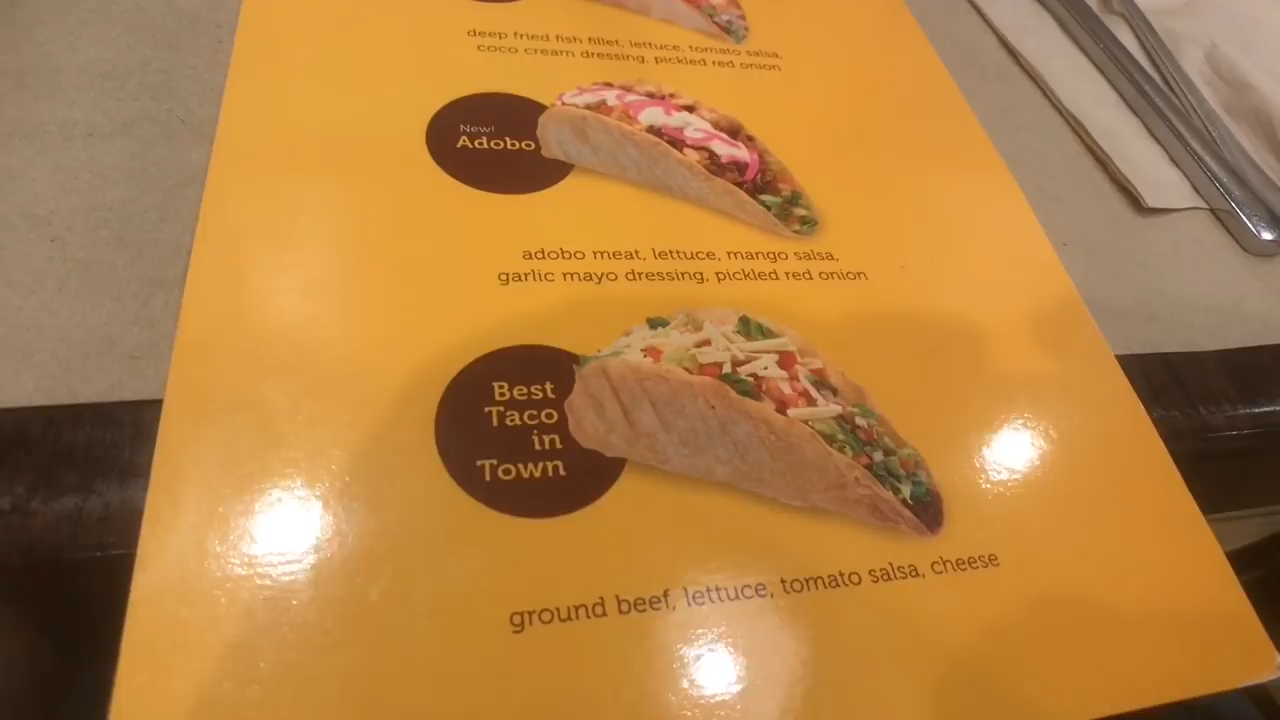 deep fried fish fillet, lettuce, tomato salsa,
coco cream dressing, pickled red onion
New!
Adobo
adobo meat, lettuce, mango salsa,
garlic mayo dressing, pickled red onion
Best
Taco
in
Town
ground beef, lettuce, tomato salsa, cheese